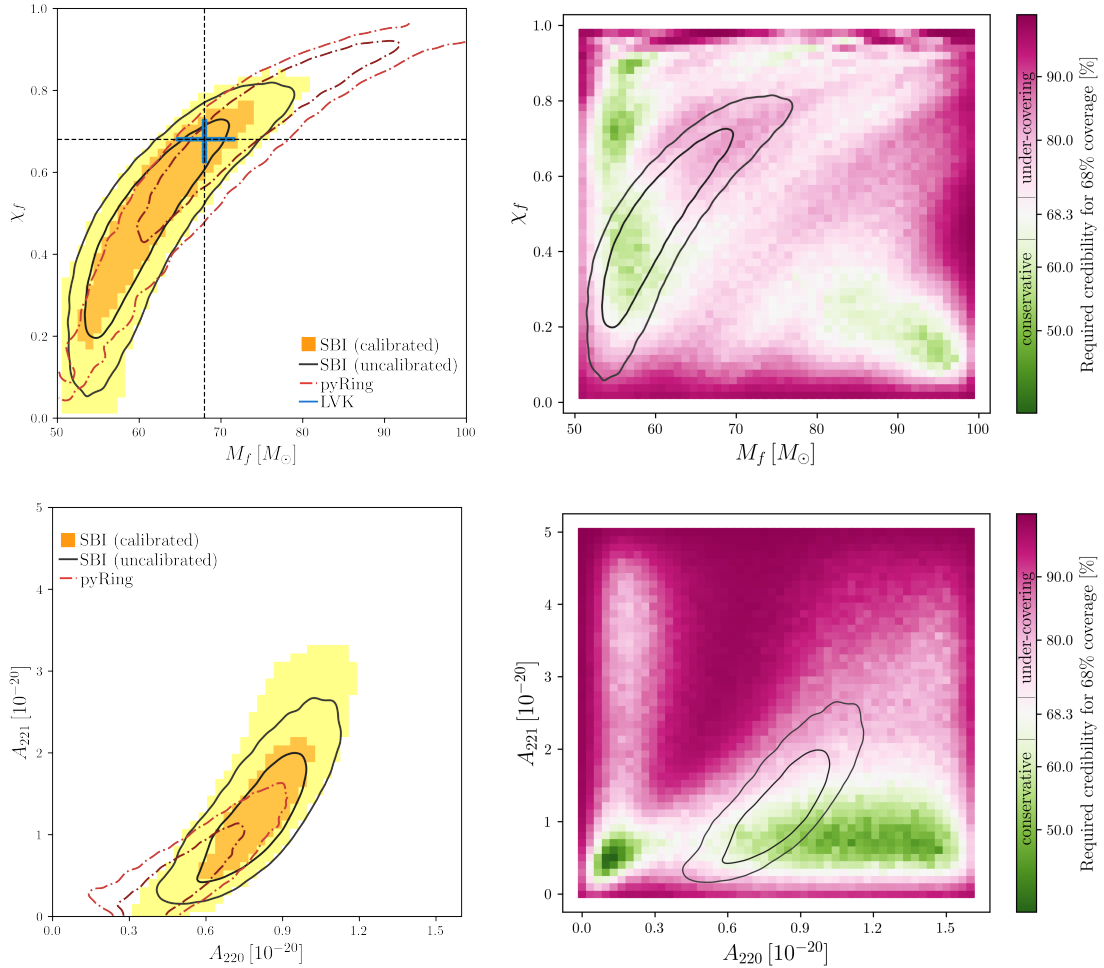 1.0
0.8
0.6
0.4
0.2
0.0
χ_f
50
60
70
80
90
100
M_f [M_⊙]
SBI (calibrated)
SBI (uncalibrated)
pyRing
LVK
1.0
0.8
0.6
0.4
0.2
0.0
χ_f
50
60
70
80
90
100
M_f [M_⊙]
90.0
80.0
68.3
60.0
50.0
conservative
under-covering
Required credibility for 68% coverage [%]
5
4
3
2
1
0
A_221 [10^-20]
0.0
0.3
0.6
0.9
1.2
1.5
A_220 [10^-20]
SBI (calibrated)
SBI (uncalibrated)
pyRing
5
4
3
2
1
0
A_221 [10^-20]
0.0
0.3
0.6
0.9
1.2
1.5
A_220 [10^-20]
90.0
80.0
68.3
60.0
50.0
conservative
under-covering
Required credibility for 68% coverage [%]